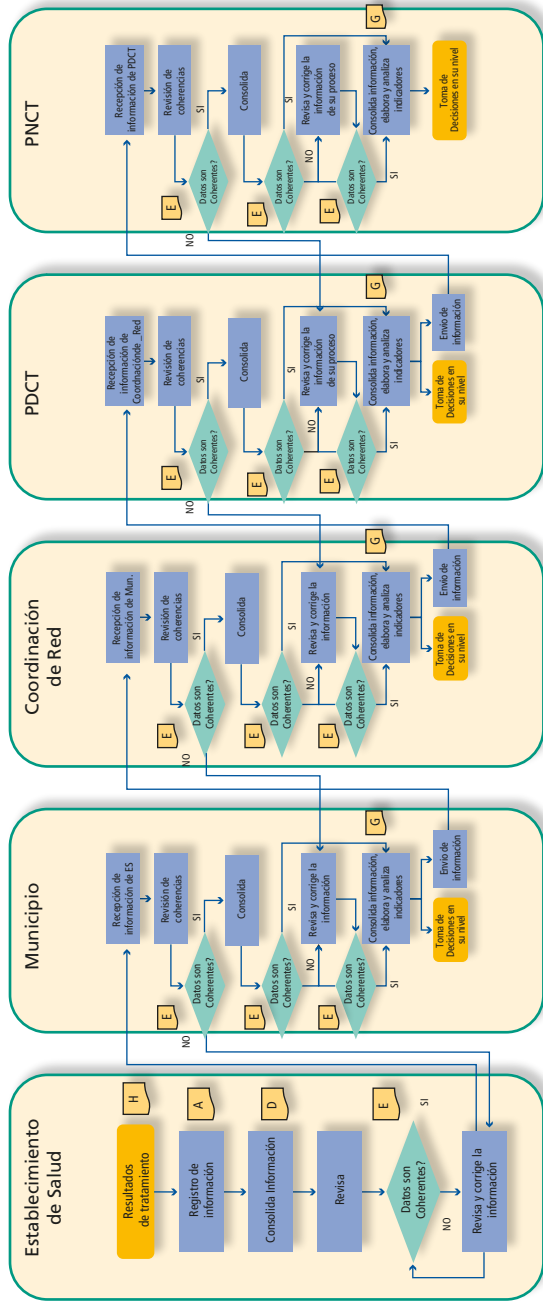 Establecimiento
de Salud
Resultados
de tratamiento
H
Registro de
información
A
Consolida Información
D
Revisa
Datos son
Coherentes?
E
SI
NO
Revisa y corrige la
información
Municipio
Recepción de
información de ES
Revisión de
coherencias
E
Datos son
Coherentes?
SI
NO
Consolida
E
Datos son
Coherentes?
SI
NO
Revisa y corrige la
información
E
Datos son
Coherentes?
SI
G
Consolida información,
elabora y analiza
indicadores
Toma de
Decisiones en
su nivel
Envio de
información
Coordinación
de Red
Recepción de
información de Mun.
Revisión de
coherencias
E
Datos son
Coherentes?
SI
NO
Consolida
E
Datos son
Coherentes?
SI
NO
Revisa y corrige la
información
E
Datos son
Coherentes?
SI
G
Consolida información,
elabora y analiza
indicadores
Toma de
Decisiones en
su nivel
Envio de
información
PDCT
Recepción de
información de
Coordnaciónde _Red
Revisión de
coherencias
E
Datos son
Coherentes?
SI
NO
Consolida
E
Datos son
Coherentes?
SI
NO
Revisa y corrige la
información
de su proceso
E
Datos son
Coherentes?
SI
G
Consolida información,
elabora y analiza
indicadores
Toma de
Decisiones en
su nivel
Envio de
información
PNCT
Recepción de
información de PDCT
Revisión de
coherencias
E
Datos son
Coherentes?
SI
NO
Consolida
E
Datos son
Coherentes?
SI
NO
Revisa y corrige la
información
de su proceso
E
Datos son
Coherentes?
SI
G
Consolida información,
elabora y analiza
indicadores
Toma de
Decisiones en su nivel